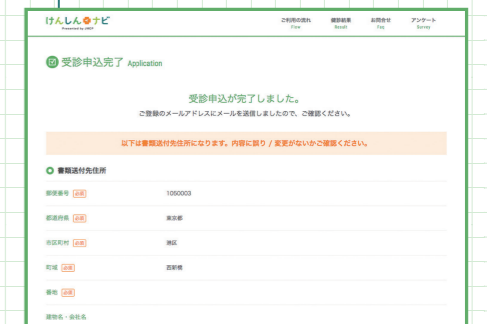 けんしんナビ
ご利用の流れ 健診結果 お問合せ アンケート
Flow Result Faq Survey
受診申込完了 Application
受診申込が完了しました。
ご登録のメールアドレスにメールを送信しましたので、ご確認ください。
以下は書類送付先住所になります。内容に誤り / 変更がないかご確認ください。
書類送付先住所
郵便番号 必須 1050003
都道府県 必須 東京都
市区町村 必須 港区
町域 必須 西新橋
番地 必須
建物名・会社名